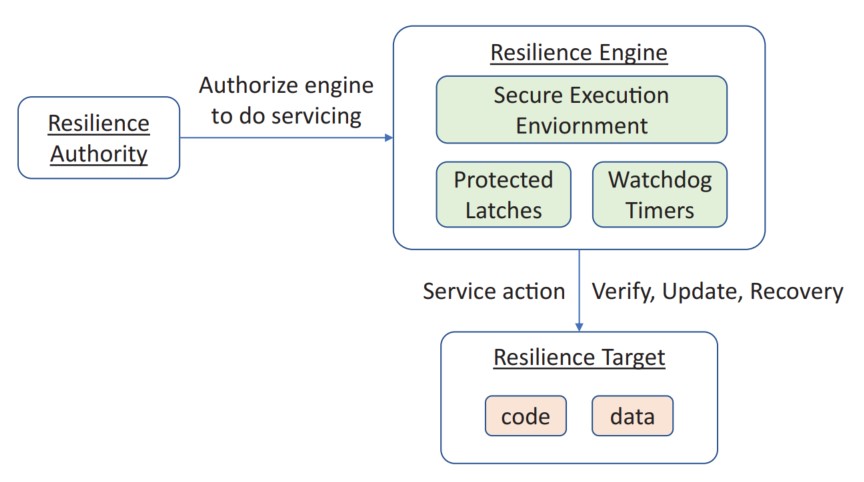 Resilience Engine
Authorize engine
to do servicing
Secure Execution
Enviornment
Resilience
Authority
Protected
Latches
Watchdog
Timers
Service action
Verify, Update, Recovery
Resilience Target
code
data